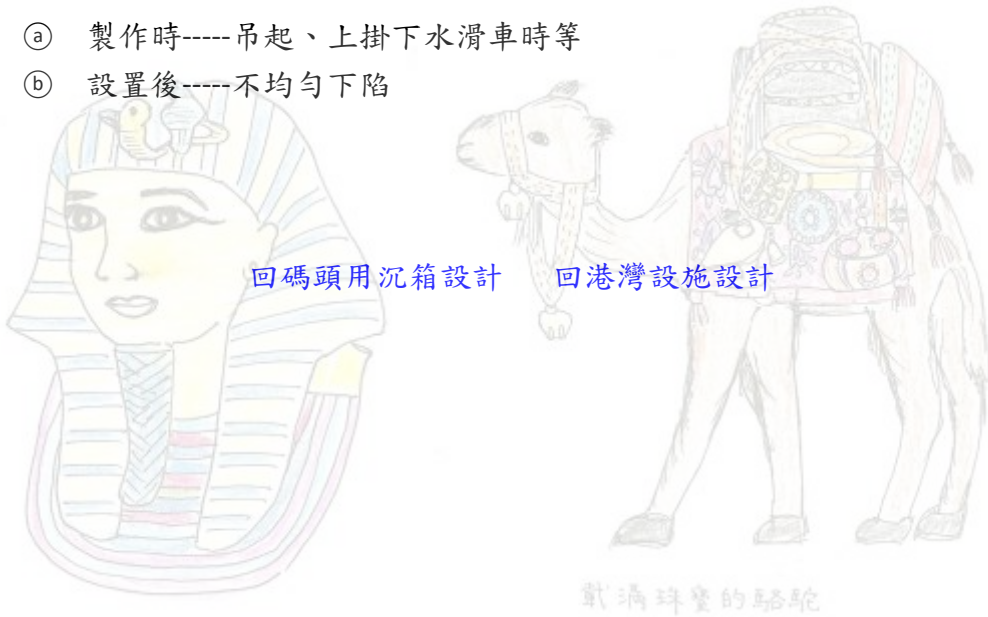 ⓐ 製作時-----吊起、上掛下水滑車時等
ⓑ 設置後-----不均勻下陷
回碼頭用沉箱設計 回港灣設施設計
戴滿珠寶的駱駝